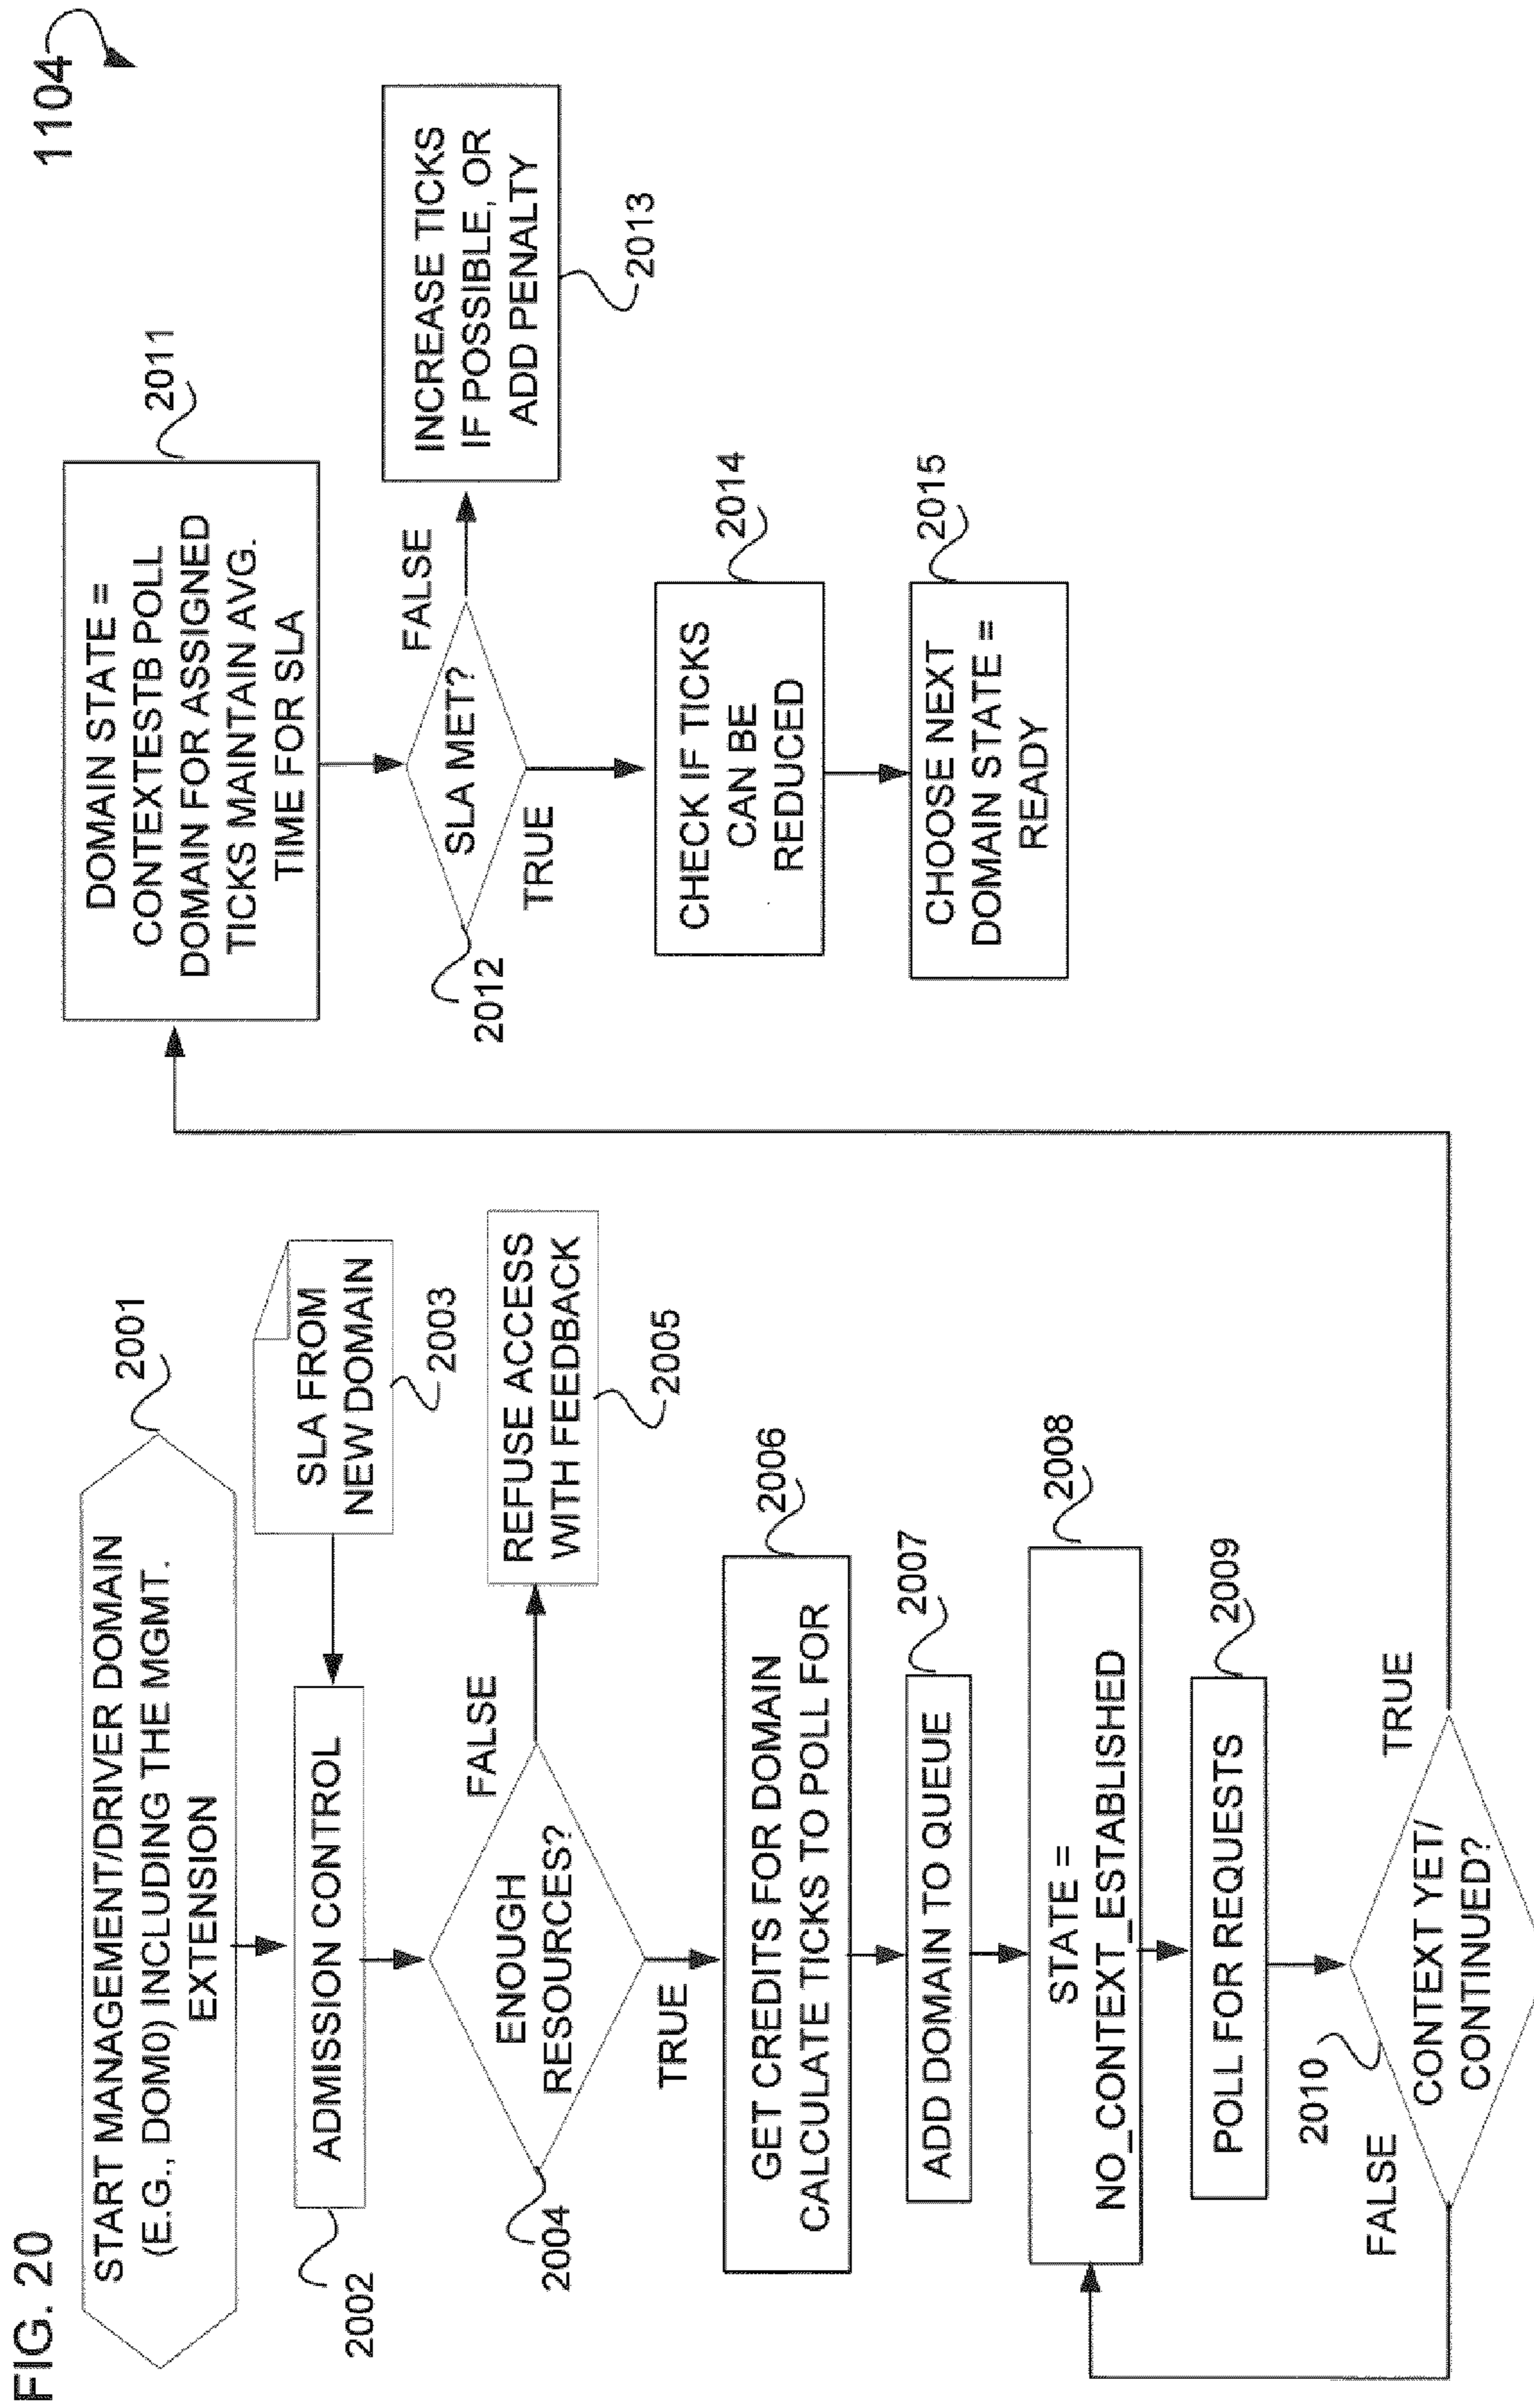 FIG. 20
1104
START MANAGEMENT/DRIVER DOMAIN
(E.G., DOM0) INCLUDING THE MGMT.
EXTENSION
2001
ADMISSION CONTROL
2002
SLA FROM
NEW DOMAIN
2003
ENOUGH
RESOURCES?
2004
FALSE
REFUSE ACCESS
WITH FEEDBACK
2005
TRUE
GET CREDITS FOR DOMAIN
CALCULATE TICKS TO POLL FOR
2006
ADD DOMAIN TO QUEUE
2007
STATE =
NO_CONTEXT_ESTABLISHED
2008
POLL FOR REQUESTS
2009
CONTEXT YET/
CONTINUED?
2010
FALSE
TRUE
DOMAIN STATE =
CONTEXTESTB POLL
DOMAIN FOR ASSIGNED
TICKS MAINTAIN AVG.
TIME FOR SLA
2011
SLA MET?
2012
FALSE
INCREASE TICKS
IF POSSIBLE, OR
ADD PENALTY
2013
TRUE
CHECK IF TICKS
CAN BE
REDUCED
2014
CHOOSE NEXT
DOMAIN STATE =
READY
2015